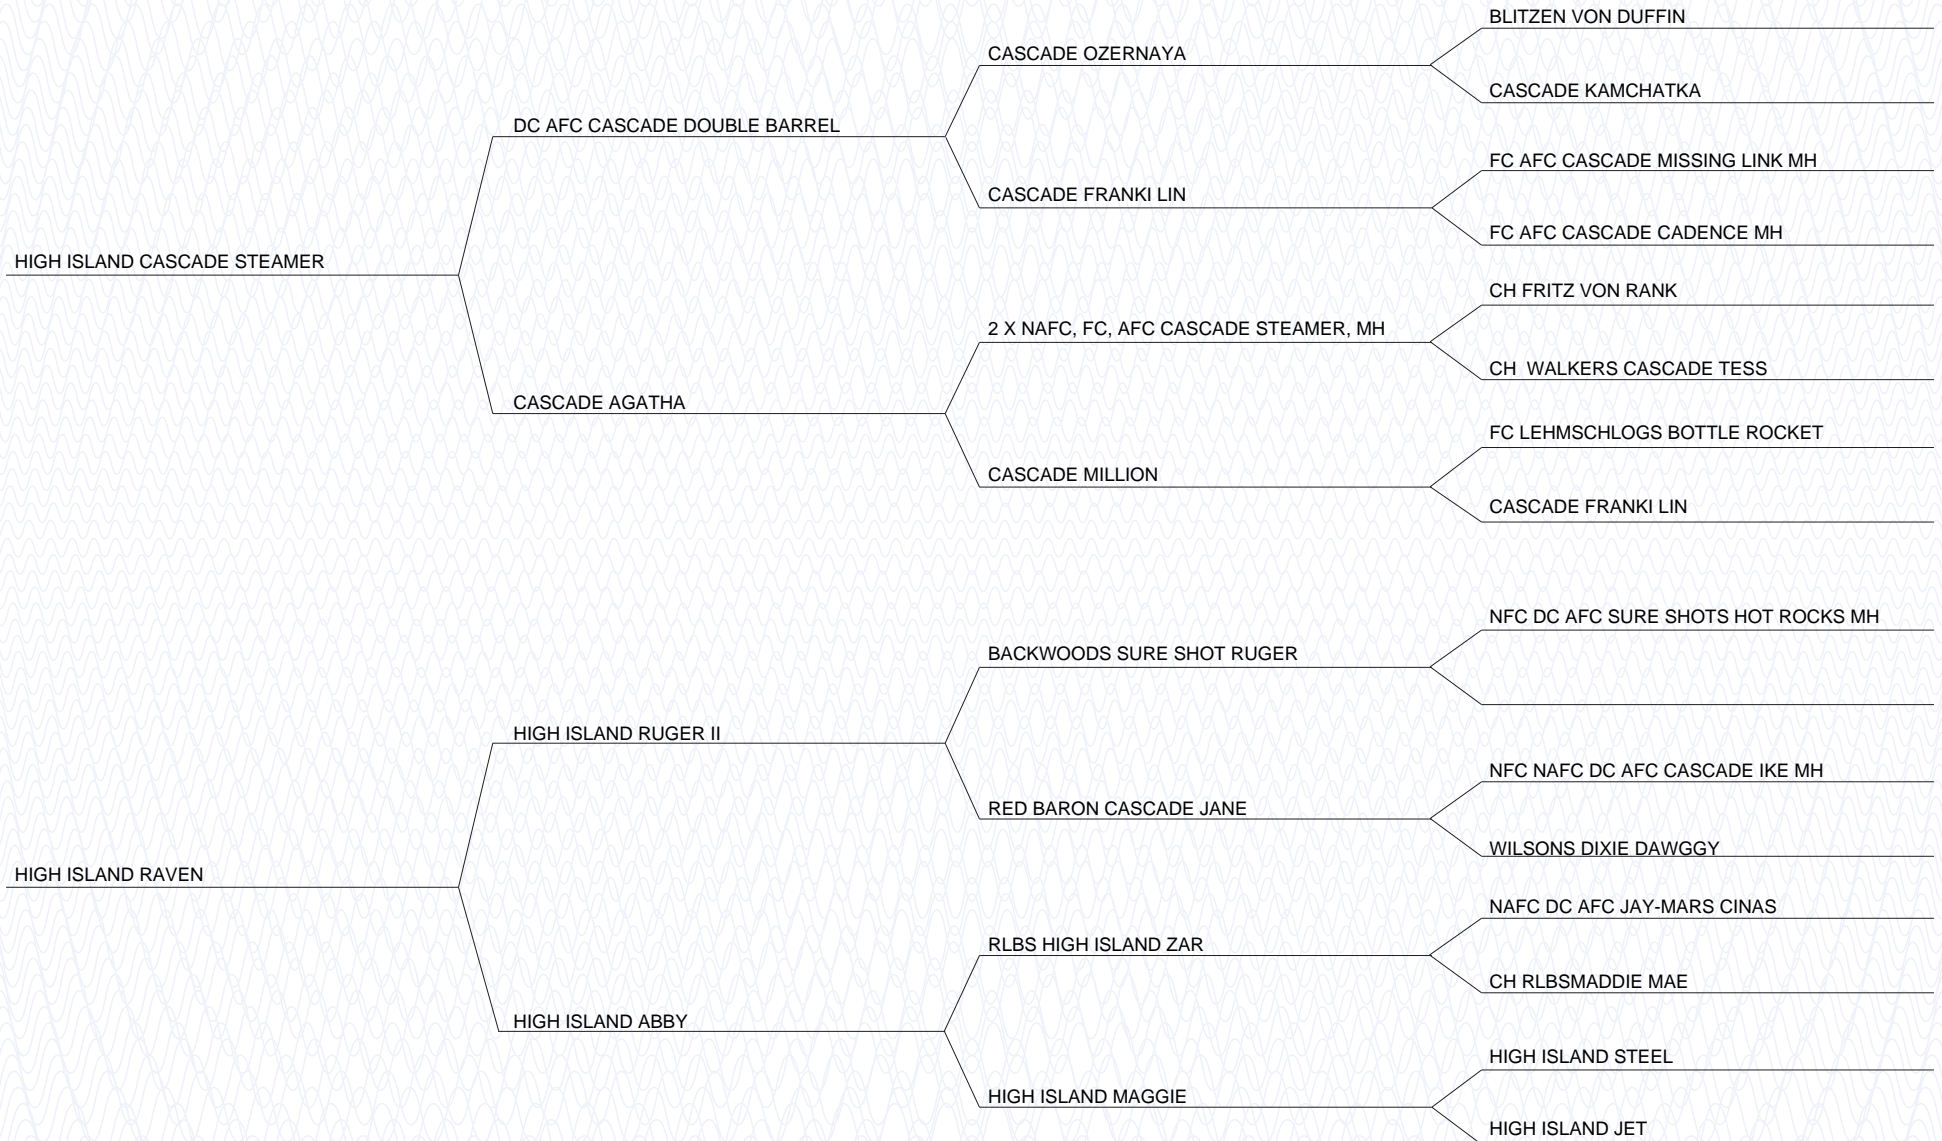 BLITZEN VON DUFFIN
CASCADE OZERNAYA
CASCADE KAMCHATKA
DC AFC CASCADE DOUBLE BARREL
FC AFC CASCADE MISSING LINK MH
CASCADE FRANKI LIN
FC AFC CASCADE CADENCE MH
HIGH ISLAND CASCADE STEAMER
CH FRITZ VON RANK
2 X NAFC, FC, AFC CASCADE STEAMER, MH
CH  WALKERS CASCADE TESS
CASCADE AGATHA
FC LEHMSCHLOGS BOTTLE ROCKET
CASCADE MILLION
CASCADE FRANKI LIN
NFC DC AFC SURE SHOTS HOT ROCKS MH
BACKWOODS SURE SHOT RUGER
HIGH ISLAND RUGER II
NFC NAFC DC AFC CASCADE IKE MH
RED BARON CASCADE JANE
WILSONS DIXIE DAWGGY
HIGH ISLAND RAVEN
NAFC DC AFC JAY-MARS CINAS
RLBS HIGH ISLAND ZAR
CH RLBSMADDIE MAE
HIGH ISLAND ABBY
HIGH ISLAND STEEL
HIGH ISLAND MAGGIE
HIGH ISLAND JET